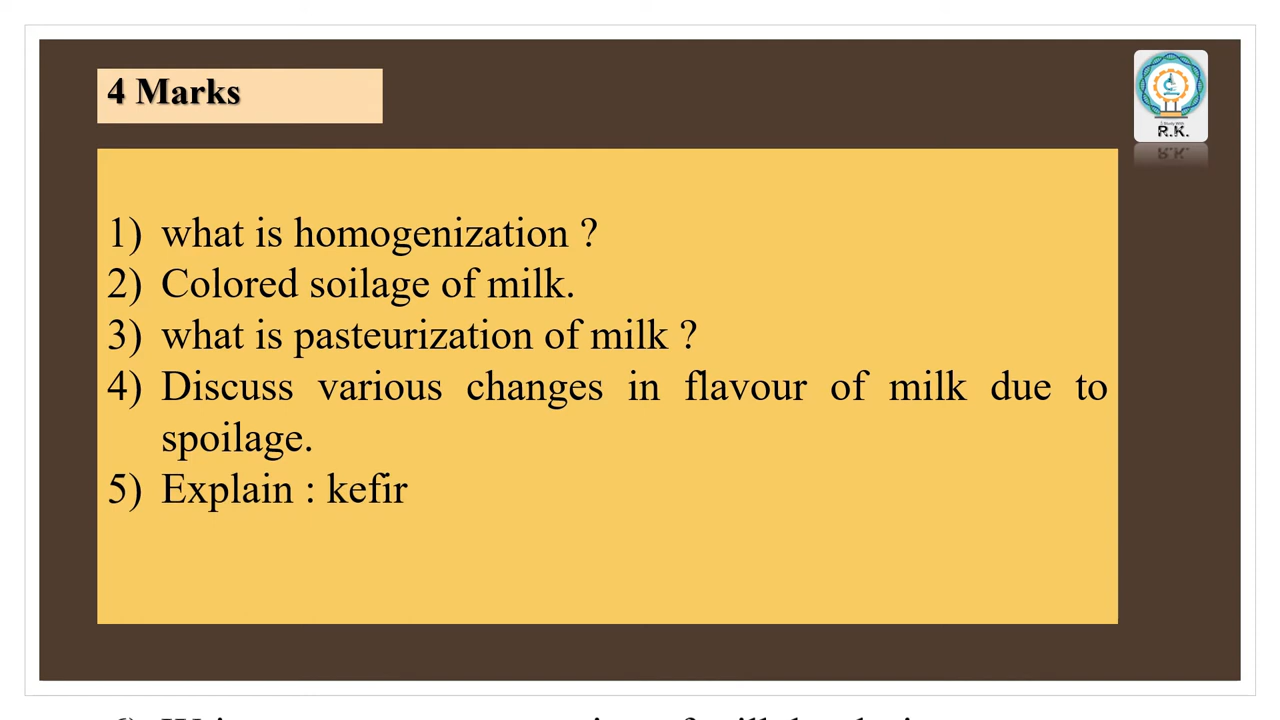 4 Marks
R.K.
1) what is homogenization ?
2) Colored soilage of milk.
3) what is pasteurization of milk ?
4) Discuss various changes in flavour of milk due to
spoilage.
5) Explain : kefir